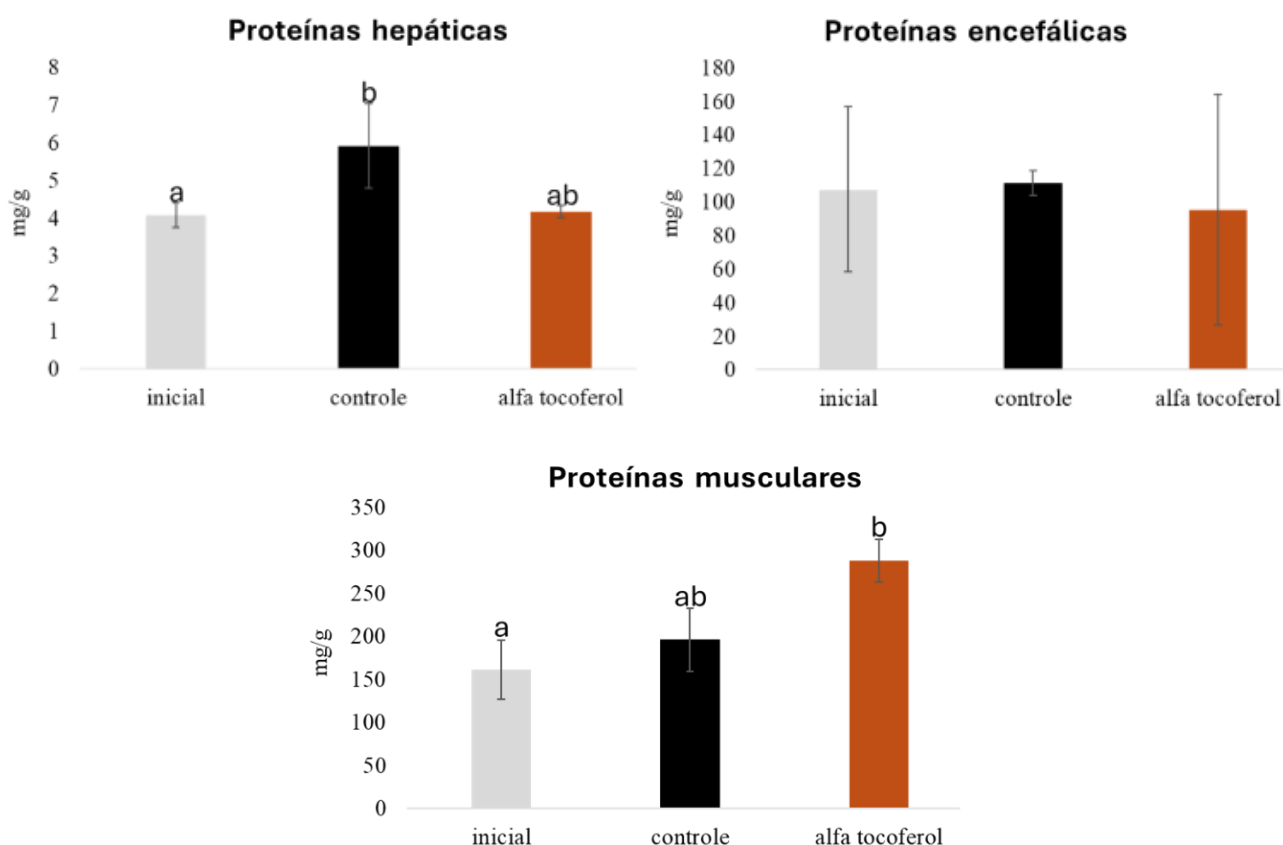 Proteínas hepáticas
8
7
6
5
4
3
2
1
0
mg/g
a
b
ab
inicial controle alfa tocoferol
Proteínas encefálicas
180
160
140
120
100
80
60
40
20
0
mg/g
inicial controle alfa tocoferol
Proteínas musculares
350
300
250
200
150
100
50
0
mg/g
a
ab
b
inicial controle alfa tocoferol